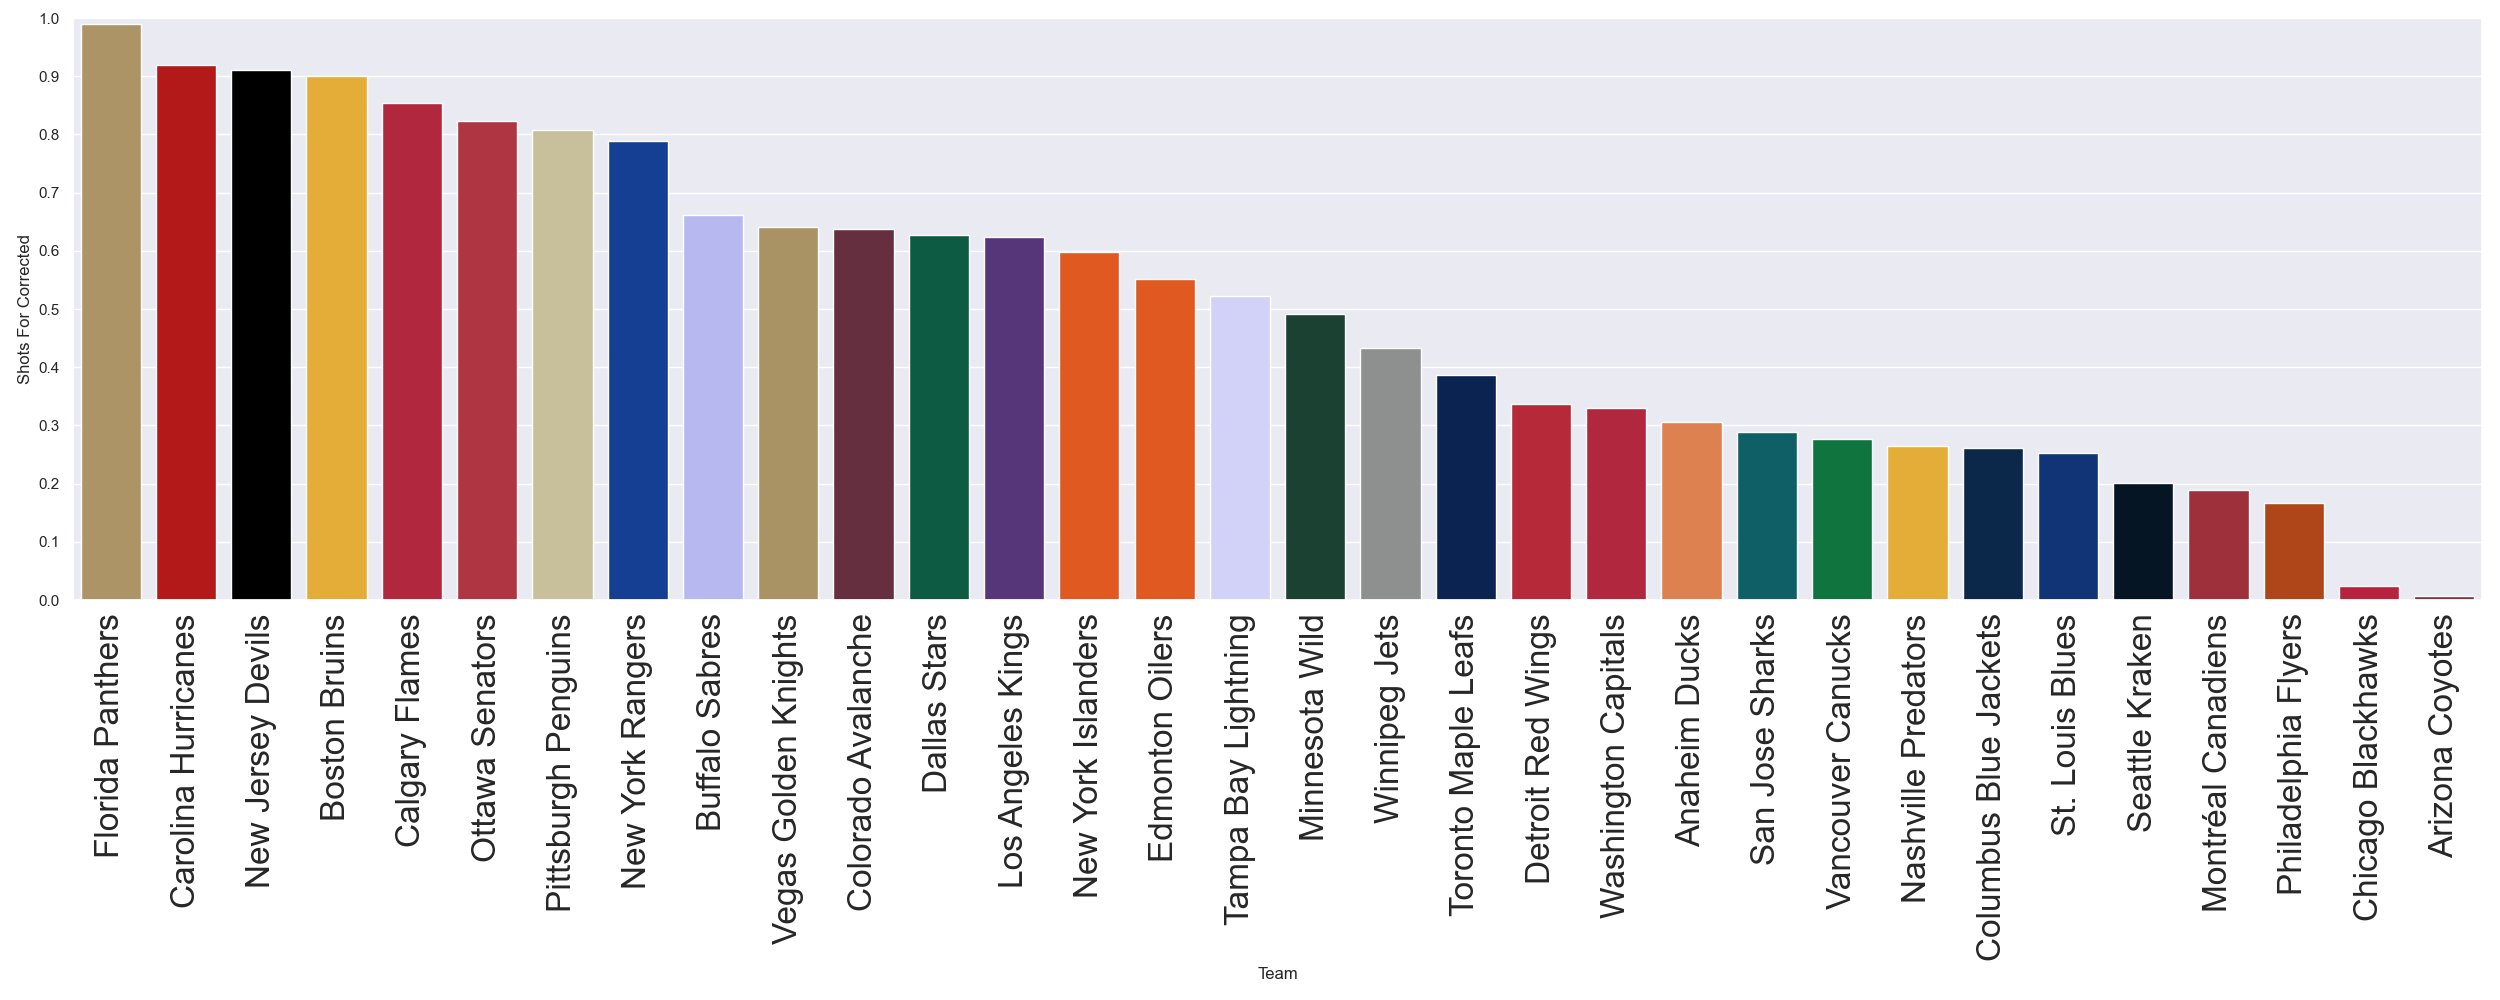 1.0
0.9
0.8
0.7
0.6
0.5
0.4
0.3
0.2
0.1
0.0
Shots For Corrected
Florida Panthers
Carolina Hurricanes
New Jersey Devils
Boston Bruins
Calgary Flames
Ottawa Senators
Pittsburgh Penguins
New York Rangers
Buffalo Sabres
Vegas Golden Knights
Colorado Avalanche
Dallas Stars
Los Angeles Kings
New York Islanders
Edmonton Oilers
Tampa Bay Lightning
Minnesota Wild
Winnipeg Jets
Toronto Maple Leafs
Detroit Red Wings
Washington Capitals
Anaheim Ducks
San Jose Sharks
Vancouver Canucks
Nashville Predators
Columbus Blue Jackets
St. Louis Blues
Seattle Kraken
Montréal Canadiens
Philadelphia Flyers
Chicago Blackhawks
Arizona Coyotes
Team